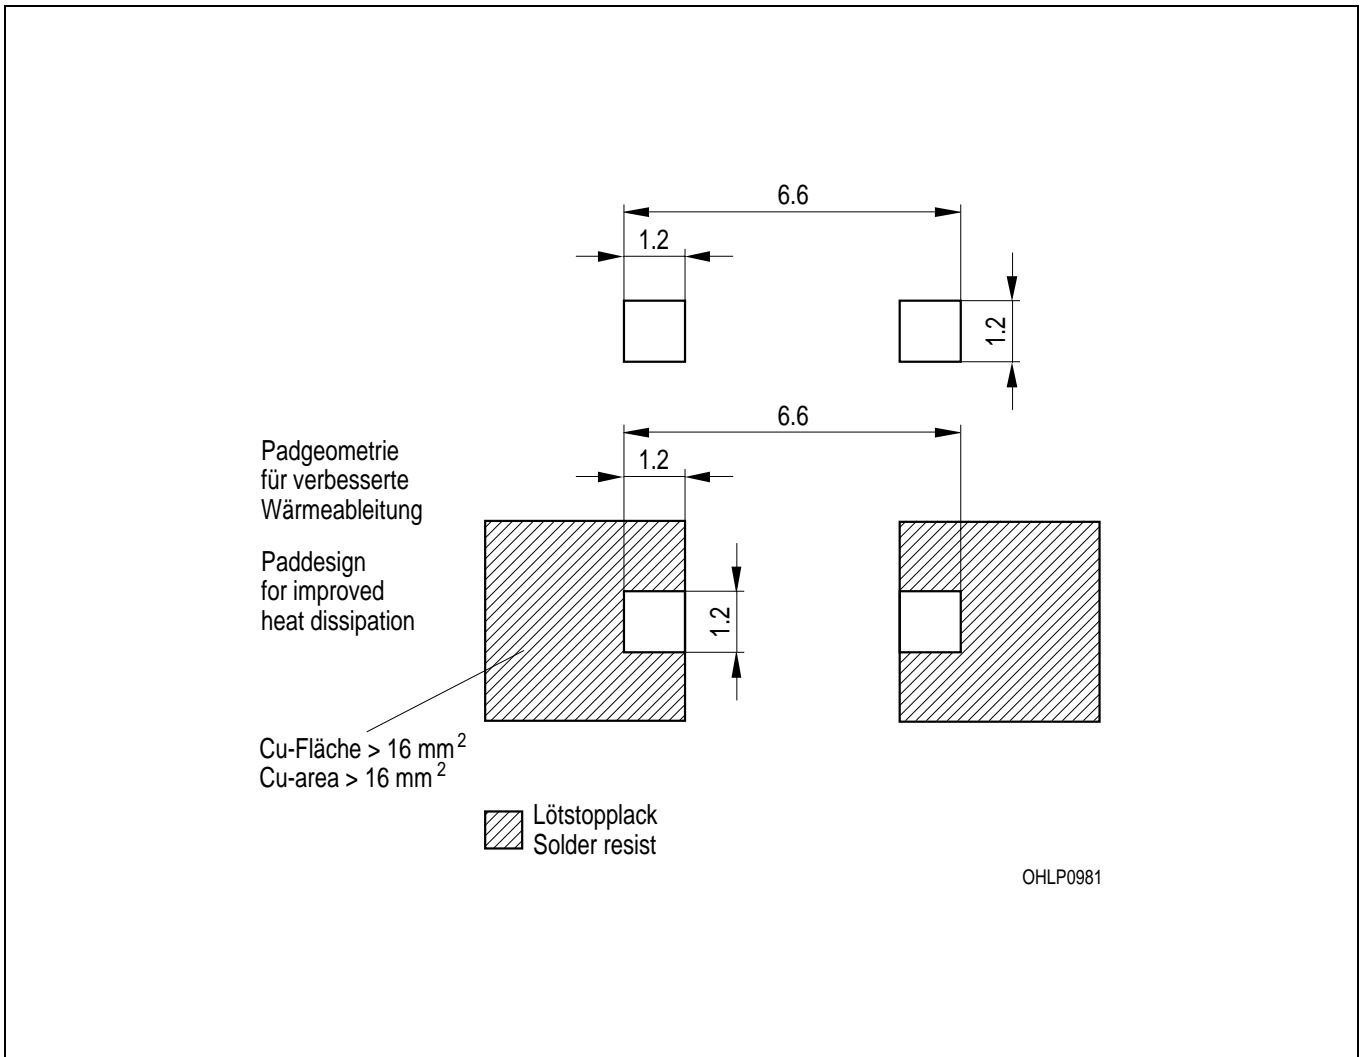 6.6
1.2
1.2
6.6
1.2
Padgeometrie
für verbesserte
Wärmeableitung
Paddesign
for improved
heat dissipation
1.2
Cu-Fläche > 16 mm²
Cu-area > 16 mm²
Lötstopplack
Solder resist
OHLP0981